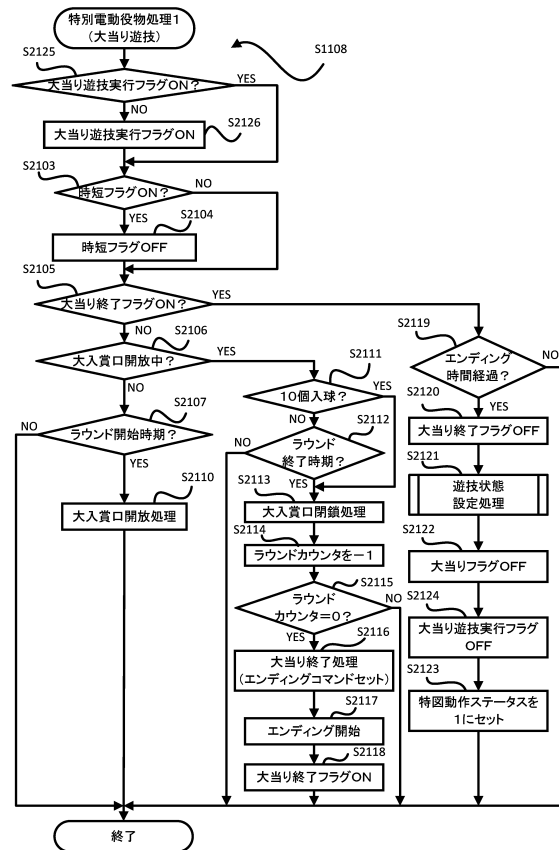 特別電動役物処理1
(大当り遊技)
S1108
S2125
大当り遊技実行フラグON?
YES
NO
S2126
大当り遊技実行フラグON
S2103
時短フラグON?
NO
YES
S2104
時短フラグOFF
S2105
大当り終了フラグON?
YES
NO
S2106
大入賞口開放中?
YES
NO
S2107
NO
ラウンド開始時期?
YES
S2110
大入賞口開放処理
S2111
10個入球?
YES
NO
S2112
NO
ラウンド
終了時期?
YES
S2113
大入賞口閉鎖処理
S2114
ラウンドカウンタを-1
S2115
ラウンド
カウンタ=0?
NO
YES
S2116
大当り終了処理
(エンディングコマンドセット)
S2117
エンディング開始
S2118
大当り終了フラグON
S2119
エンディング
時間経過?
NO
YES
S2120
大当り終了フラグOFF
S2121
遊技状態
設定処理
S2122
大当りフラグOFF
S2124
大当り遊技実行フラグ
OFF
S2123
特図動作ステータスを
1にセット
終了